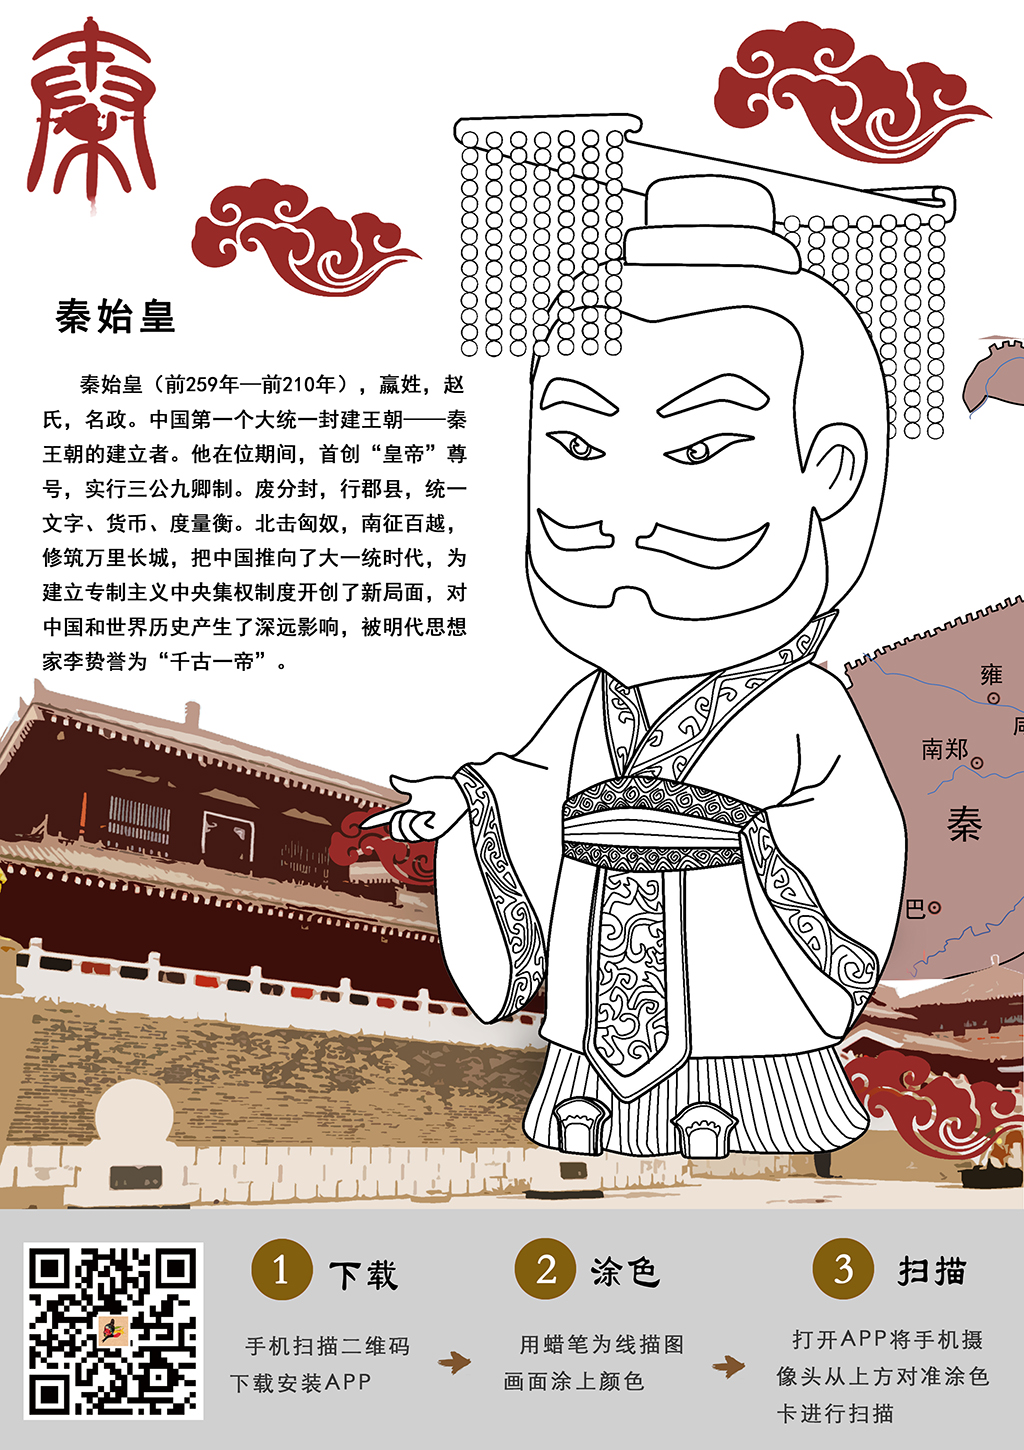 秦
秦始皇
秦始皇（前259年—前210年），嬴姓，赵
氏，名政。中国第一个大统一封建王朝——秦
王朝的建立者。他在位期间，首创“皇帝”尊
号，实行三公九卿制。废分封，行郡县，统一
文字、货币、度量衡。北击匈奴，南征百越，
修筑万里长城，把中国推向了大一统时代，为
建立专制主义中央集权制度开创了新局面，对
中国和世界历史产生了深远影响，被明代思想
家李贽誉为“千古一帝”。
雍
南郑
秦
巴
1 下载
手机扫描二维码
下载安装APP
2 涂色
用蜡笔为线描图
画面涂上颜色
3 扫描
打开APP将手机摄
像头从上方对准涂色
卡进行扫描